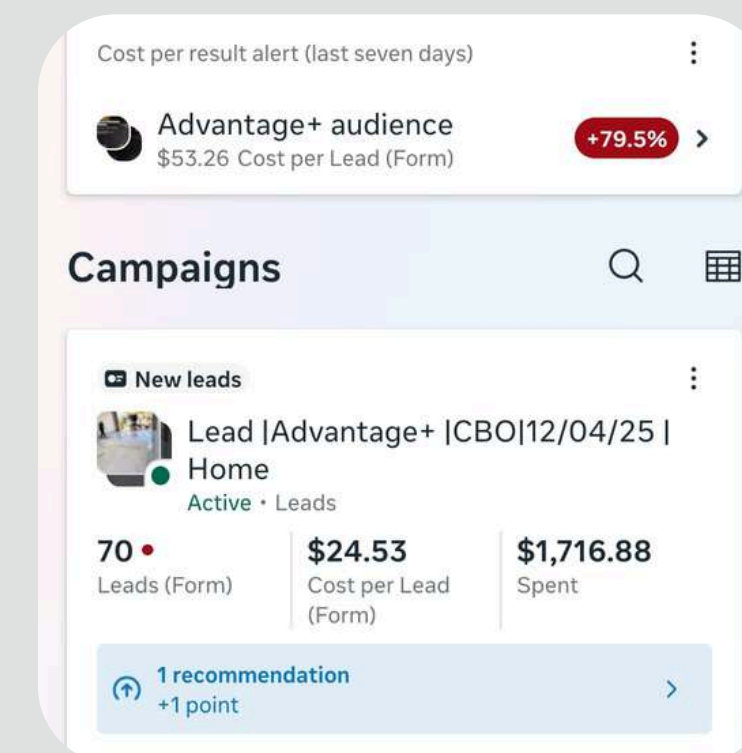 Cost per result alert (last seven days)
Advantage+ audience
+79.5%
$53.26 Cost per Lead (Form)
Campaigns
New leads
Lead |Advantage+ |CBO|12/04/25 |
Home
Active • Leads
70
$24.53
$1,716.88
Leads (Form)
Cost per Lead
(Form)
Spent
1 recommendation
+1 point